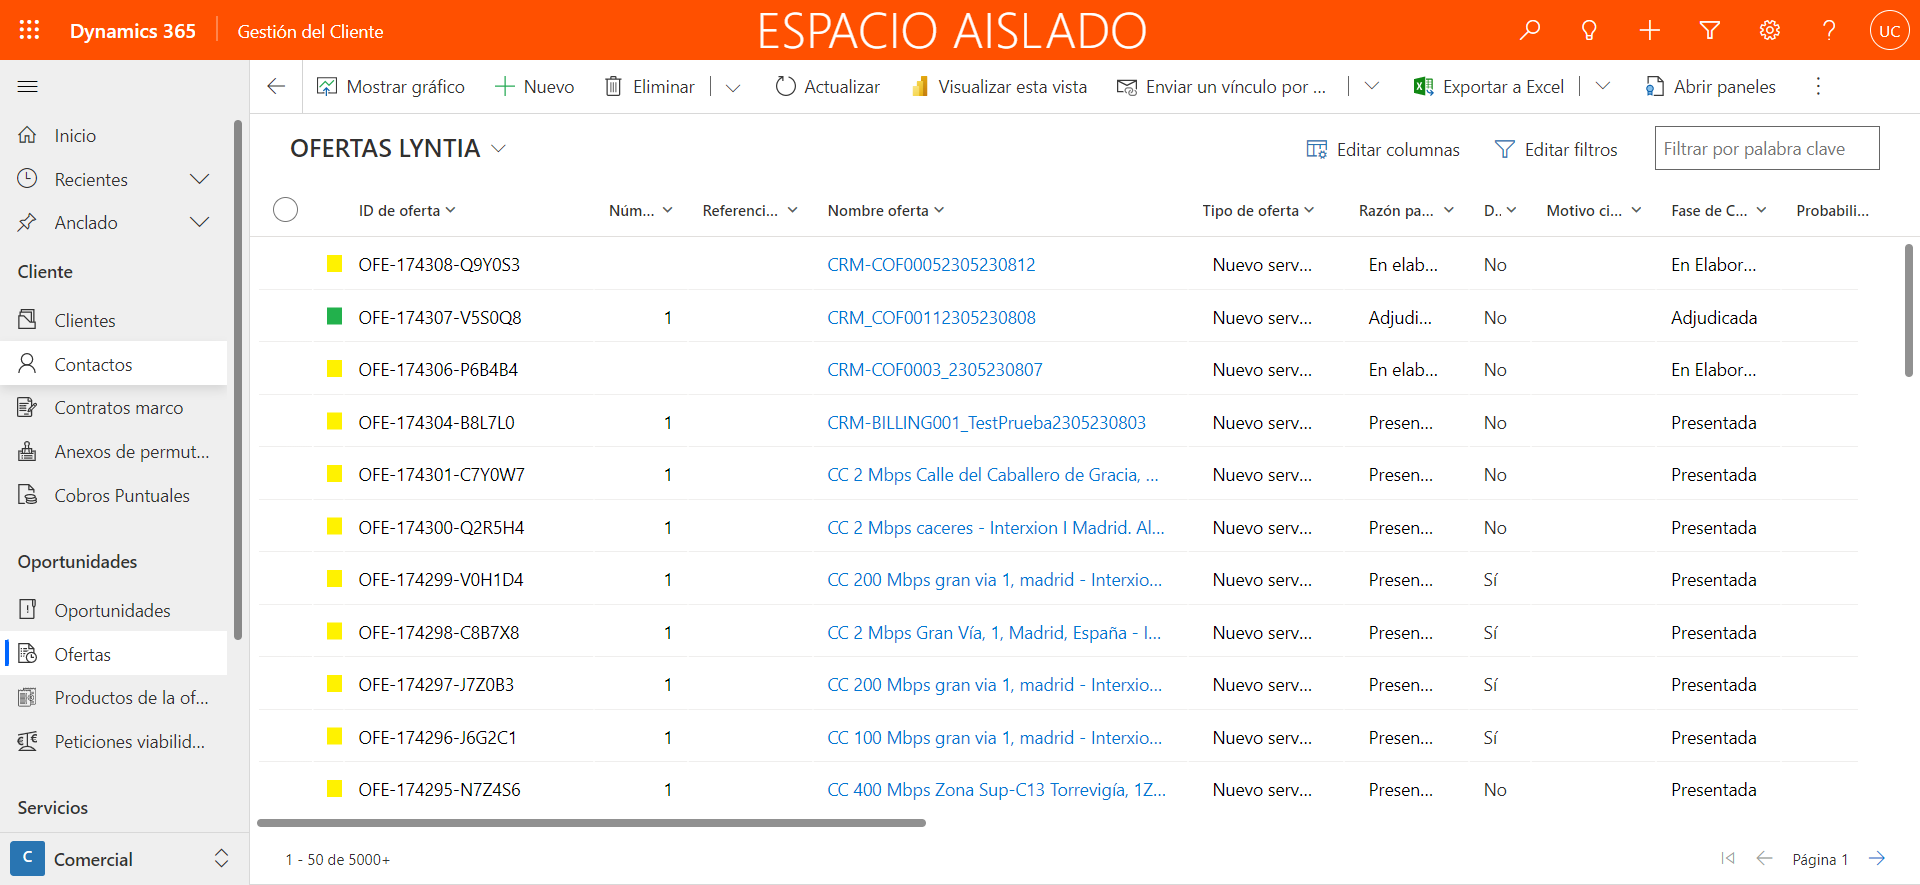 Dynamics 365 Gestión del Cliente ESPACIO AISLADO UC
Mostrar gráfico Nuevo Eliminar Actualizar Visualizar esta vista Enviar un vínculo por ... Exportar a Excel Abrir paneles
Inicio
Recientes
Anclado
Cliente
Clientes
Contactos
Contratos marco
Anexos de permut...
Cobros Puntuales
Oportunidades
Oportunidades
Ofertas
Productos de la of...
Peticiones viabilid...
Servicios
C Comercial
OFERTAS LYNTIA Editar columnas Editar filtros Filtrar por palabra clave
ID de oferta Núm... Referenci... Nombre oferta Tipo de oferta Razón pa... D.. Motivo ci... Fase de C... Probabili...
OFE-174308-Q9Y0S3 CRM-COF00052305230812 Nuevo serv... En elab... No En Elabor...
OFE-174307-V5S0Q8 1 CRM_COF00112305230808 Nuevo serv... Adjudi... No Adjudicada
OFE-174306-P6B4B4 CRM-COF0003_2305230807 Nuevo serv... En elab... No En Elabor...
OFE-174304-B8L7L0 1 CRM-BILLING001_TestPrueba2305230803 Nuevo serv... Presen... No Presentada
OFE-174301-C7Y0W7 1 CC 2 Mbps Calle del Caballero de Gracia, ... Nuevo serv... Presen... No Presentada
OFE-174300-Q2R5H4 1 CC 2 Mbps caceres - Interxion I Madrid. Al... Nuevo serv... Presen... No Presentada
OFE-174299-V0H1D4 1 CC 200 Mbps gran via 1, madrid - Interxio... Nuevo serv... Presen... Sí Presentada
OFE-174298-C8B7X8 1 CC 2 Mbps Gran Vía, 1, Madrid, España - I... Nuevo serv... Presen... Sí Presentada
OFE-174297-J7Z0B3 1 CC 200 Mbps gran via 1, madrid - Interxio... Nuevo serv... Presen... Sí Presentada
OFE-174296-J6G2C1 1 CC 100 Mbps gran via 1, madrid - Interxio... Nuevo serv... Presen... Sí Presentada
OFE-174295-N7Z4S6 1 CC 400 Mbps Zona Sup-C13 Torrevigía, 1Z... Nuevo serv... Presen... No Presentada
1 - 50 de 5000+ Página 1